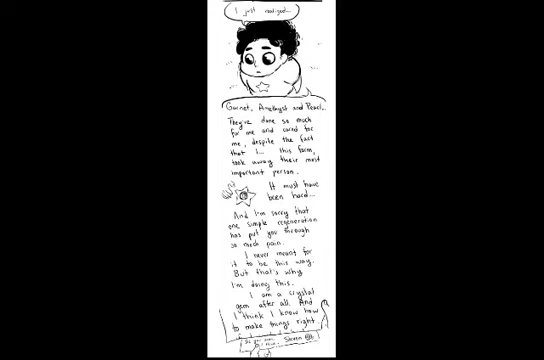 I just realized...
Garnet, Amethyst and Pearl...
They've done so much
for me and cared for
me, despite the fact
that I... this form,
took away their most
important person.
It must have
been hard...
And I'm sorry that
one simple regeneration
has put you through
so much pain.
I never meant for
it to be this way.
But that's why
I'm doing this.
I am a crystal
gem after all. And
I think I know how
to make things right.
Steven